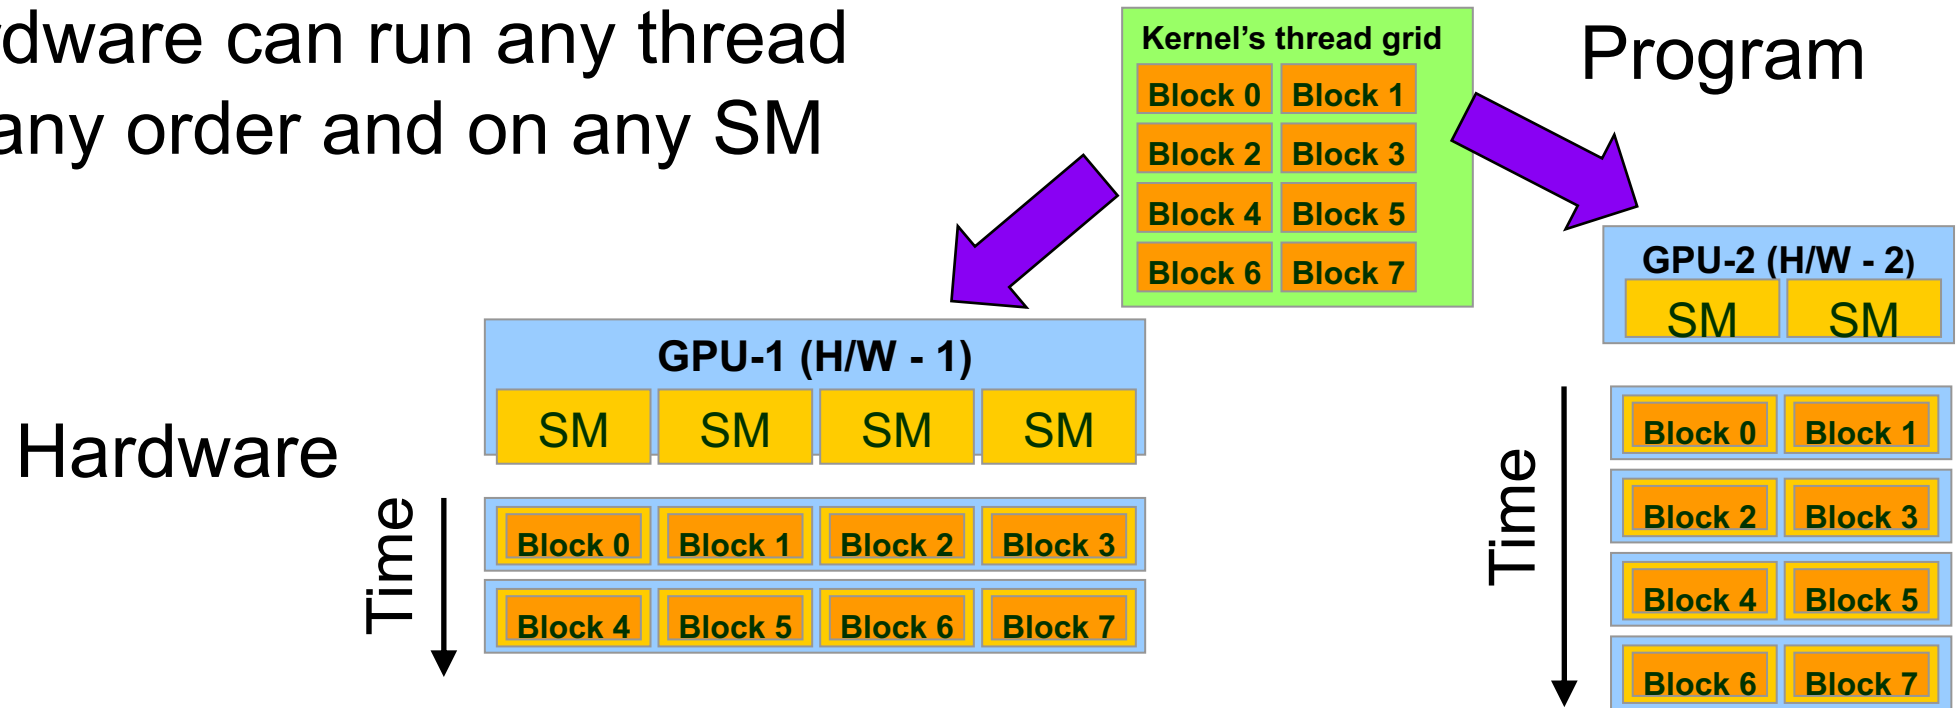 rdware can run any thread
any order and on any SM
Kernel's thread grid
Block 0 Block 1
Block 2 Block 3
Block 4 Block 5
Block 6 Block 7
Program
GPU-2 (H/W - 2)
SM SM
GPU-1 (H/W - 1)
SM SM SM SM
Hardware
Time
Block 0 Block 1 Block 2 Block 3
Block 4 Block 5 Block 6 Block 7
Time
Block 0 Block 1
Block 2 Block 3
Block 4 Block 5
Block 6 Block 7